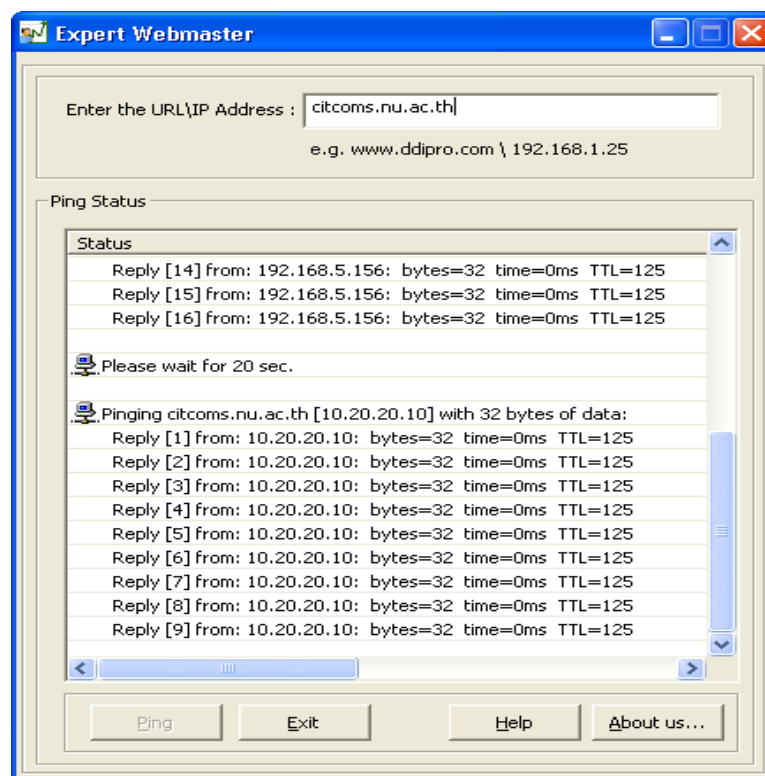 Expert Webmaster
Enter the URL\IP Address : citcoms.nu.ac.th
e.g. www.ddipro.com \ 192.168.1.25
Ping Status
Status
Reply [14] from: 192.168.5.156: bytes=32 time=0ms TTL=125
Reply [15] from: 192.168.5.156: bytes=32 time=0ms TTL=125
Reply [16] from: 192.168.5.156: bytes=32 time=0ms TTL=125
Please wait for 20 sec.
Pinging citcoms.nu.ac.th [10.20.20.10] with 32 bytes of data:
Reply [1] from: 10.20.20.10: bytes=32 time=0ms TTL=125
Reply [2] from: 10.20.20.10: bytes=32 time=0ms TTL=125
Reply [3] from: 10.20.20.10: bytes=32 time=0ms TTL=125
Reply [4] from: 10.20.20.10: bytes=32 time=0ms TTL=125
Reply [5] from: 10.20.20.10: bytes=32 time=0ms TTL=125
Reply [6] from: 10.20.20.10: bytes=32 time=0ms TTL=125
Reply [7] from: 10.20.20.10: bytes=32 time=0ms TTL=125
Reply [8] from: 10.20.20.10: bytes=32 time=0ms TTL=125
Reply [9] from: 10.20.20.10: bytes=32 time=0ms TTL=125
Ping Exit Help About us...